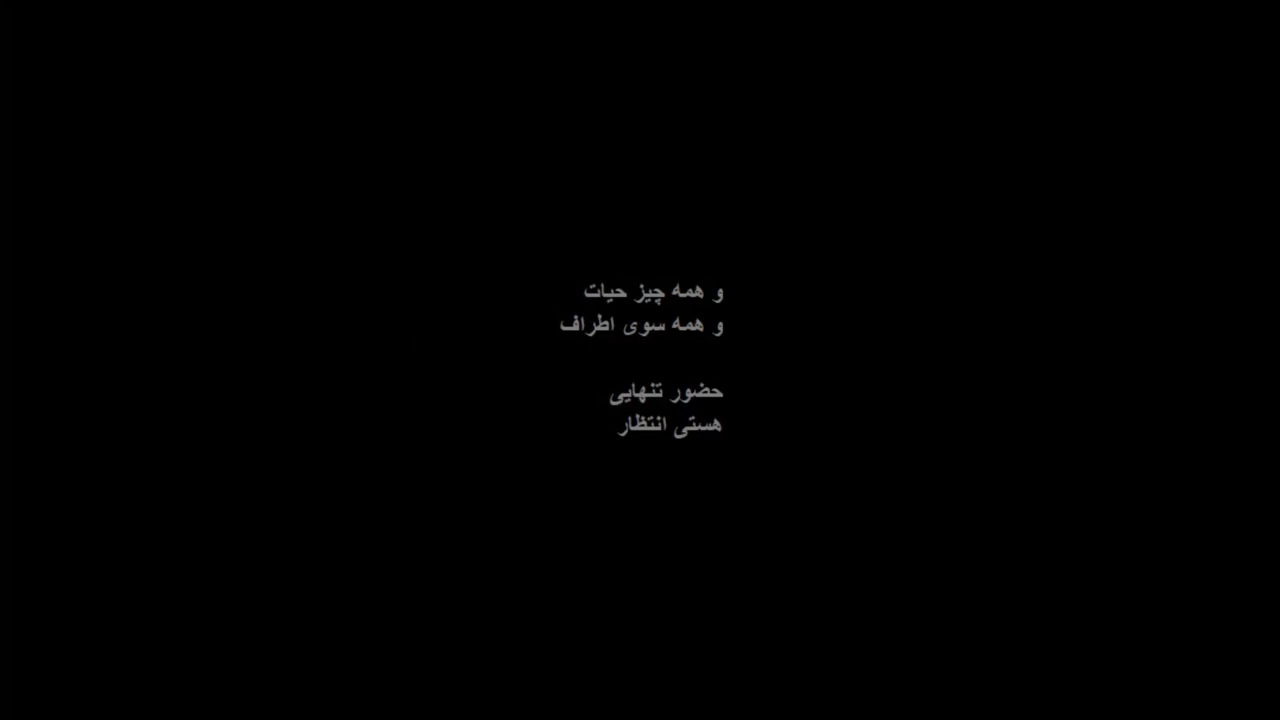 و همه چیز حیات
و همه سوی اطراف
حضور تنهایی
هستی انتظار